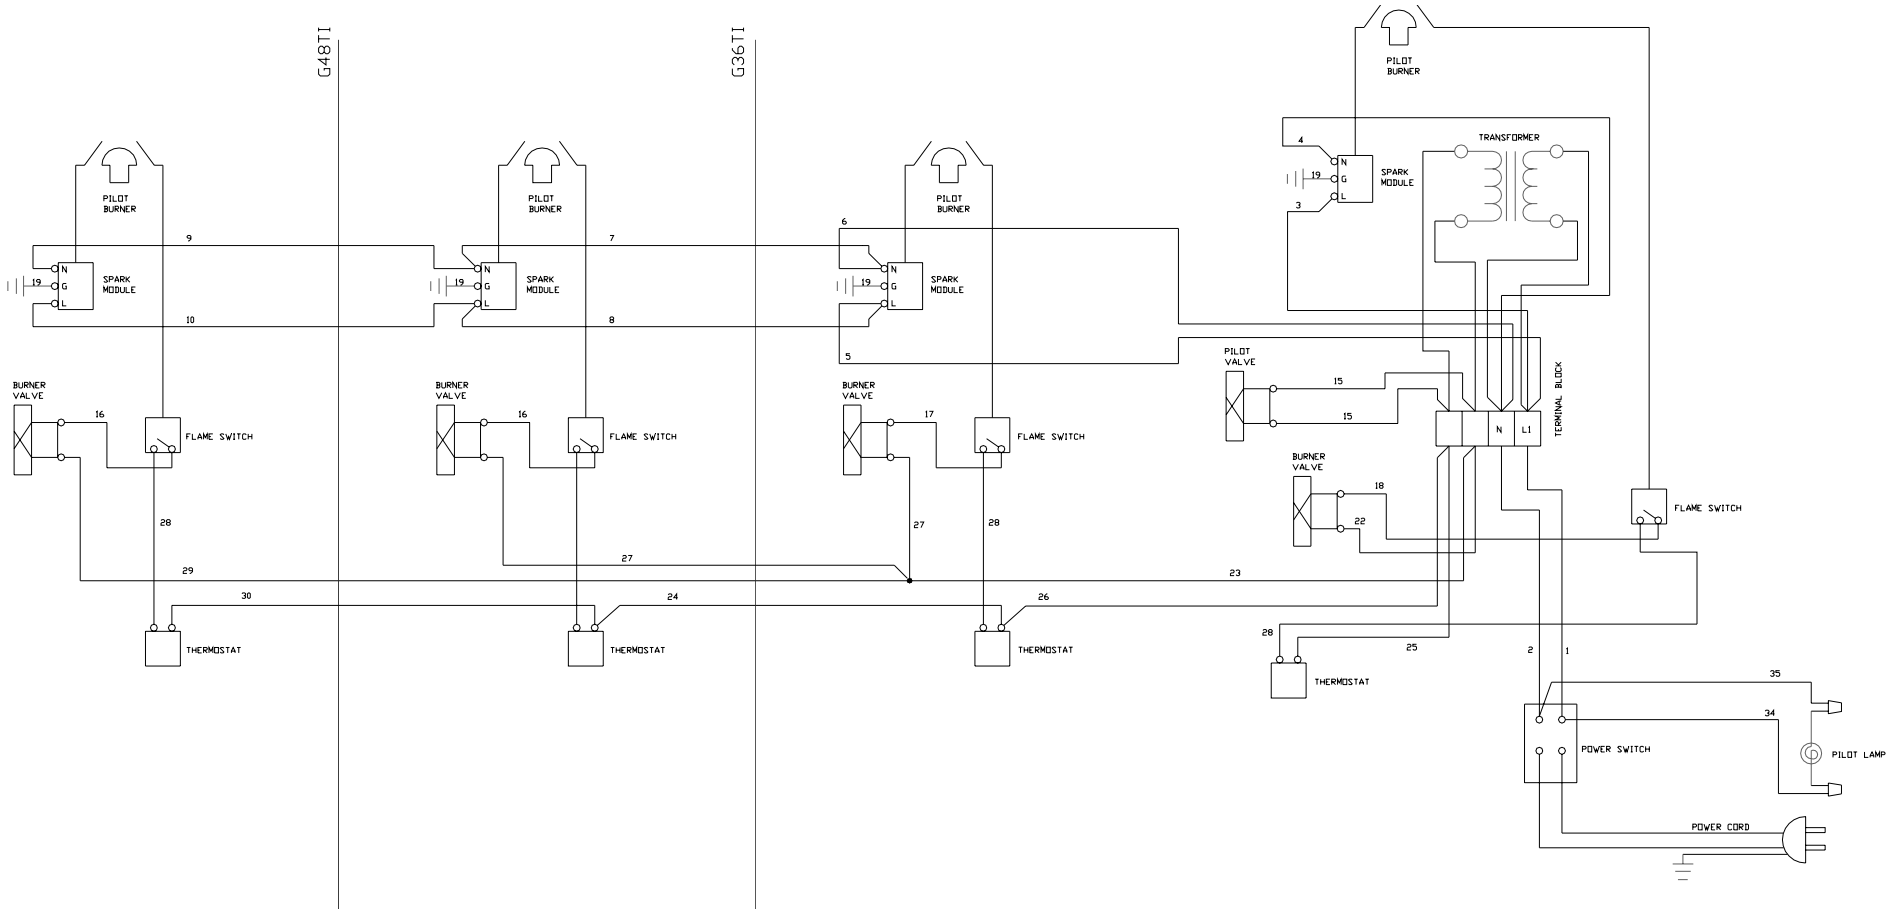 G48TI
G36TI
PILOT
BURNER
4
TRANSFORMER
N
19
G
L
SPARK
MODULE
3
PILOT
BURNER
PILOT
BURNER
PILOT
BURNER
6
9
7
N
19
G
L
SPARK
MODULE
N
19
G
L
SPARK
MODULE
N
19
G
L
SPARK
MODULE
10
8
5
PILOT
VALVE
15
15
TERMINAL BLOCK
N
L1
BURNER
VALVE
16
FLAME SWITCH
BURNER
VALVE
16
FLAME SWITCH
BURNER
VALVE
17
FLAME SWITCH
BURNER
VALVE
18
22
FLAME SWITCH
28
27
28
27
29
23
30
24
26
THERMOSTAT
THERMOSTAT
THERMOSTAT
28
25
THERMOSTAT
2
1
35
34
POWER SWITCH
PILOT LAMP
POWER CORD